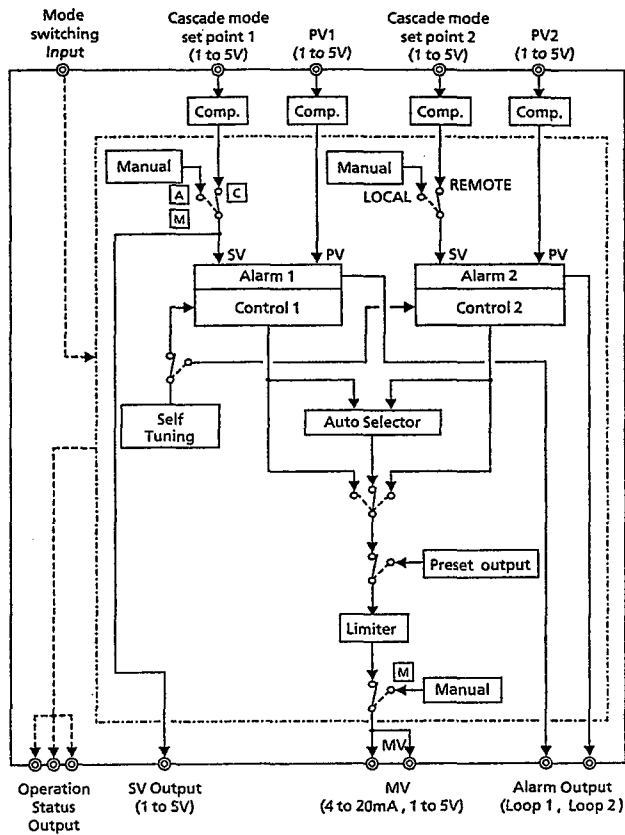 Mode
switching
Input
Cascade mode
set point 1
(1 to 5V)
PV1
(1 to 5V)
Cascade mode
set point 2
(1 to 5V)
PV2
(1 to 5V)
Comp.
Comp.
Comp.
Comp.
Manual
A
C
M
Manual
LOCAL
REMOTE
SV
PV
SV
PV
Alarm 1
Control 1
Alarm 2
Control 2
Self
Tuning
Auto Selector
Preset output
Limiter
M
Manual
MV
Operation
Status
Output
SV Output
(1 to 5V)
MV
(4 to 20mA , 1 to 5V)
Alarm Output
(Loop 1 , Loop 2)